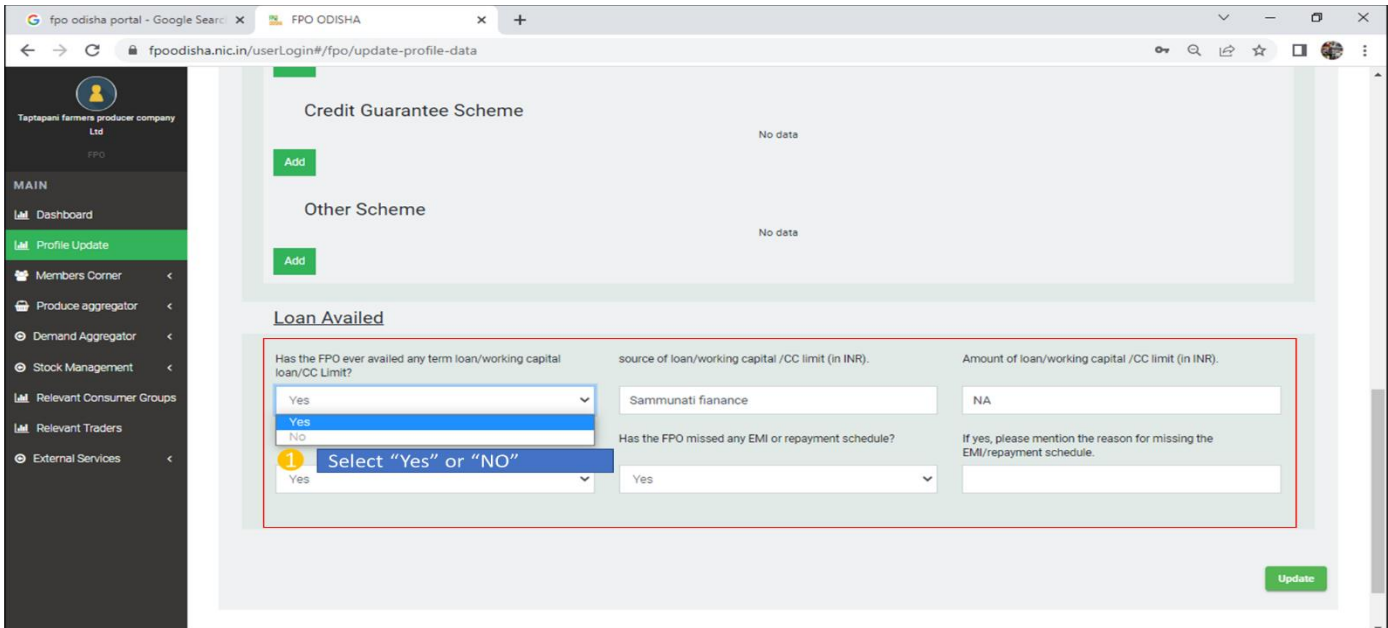 fpo odisha portal - Google Searc
FPO ODISHA
fpoodisha.nic.in/userLogin#/fpo/update-profile-data
Taptapani farmers producer company
Ltd
FPO
MAIN
Dashboard
Profile Update
Members Corner
Produce aggregator
Demand Aggregator
Stock Management
Relevant Consumer Groups
Relevant Traders
External Services
Credit Guarantee Scheme
No data
Add
Other Scheme
No data
Add
Loan Availed
Has the FPO ever availed any term loan/working capital
loan/CC Limit?
Yes
Yes
No
source of loan/working capital /CC limit (in INR).
Sammunati fianance
Amount of loan/working capital /CC limit (in INR).
NA
1 Select “Yes” or “NO”
Yes
Has the FPO missed any EMI or repayment schedule?
Yes
If yes, please mention the reason for missing the
EMI/repayment schedule.
Update